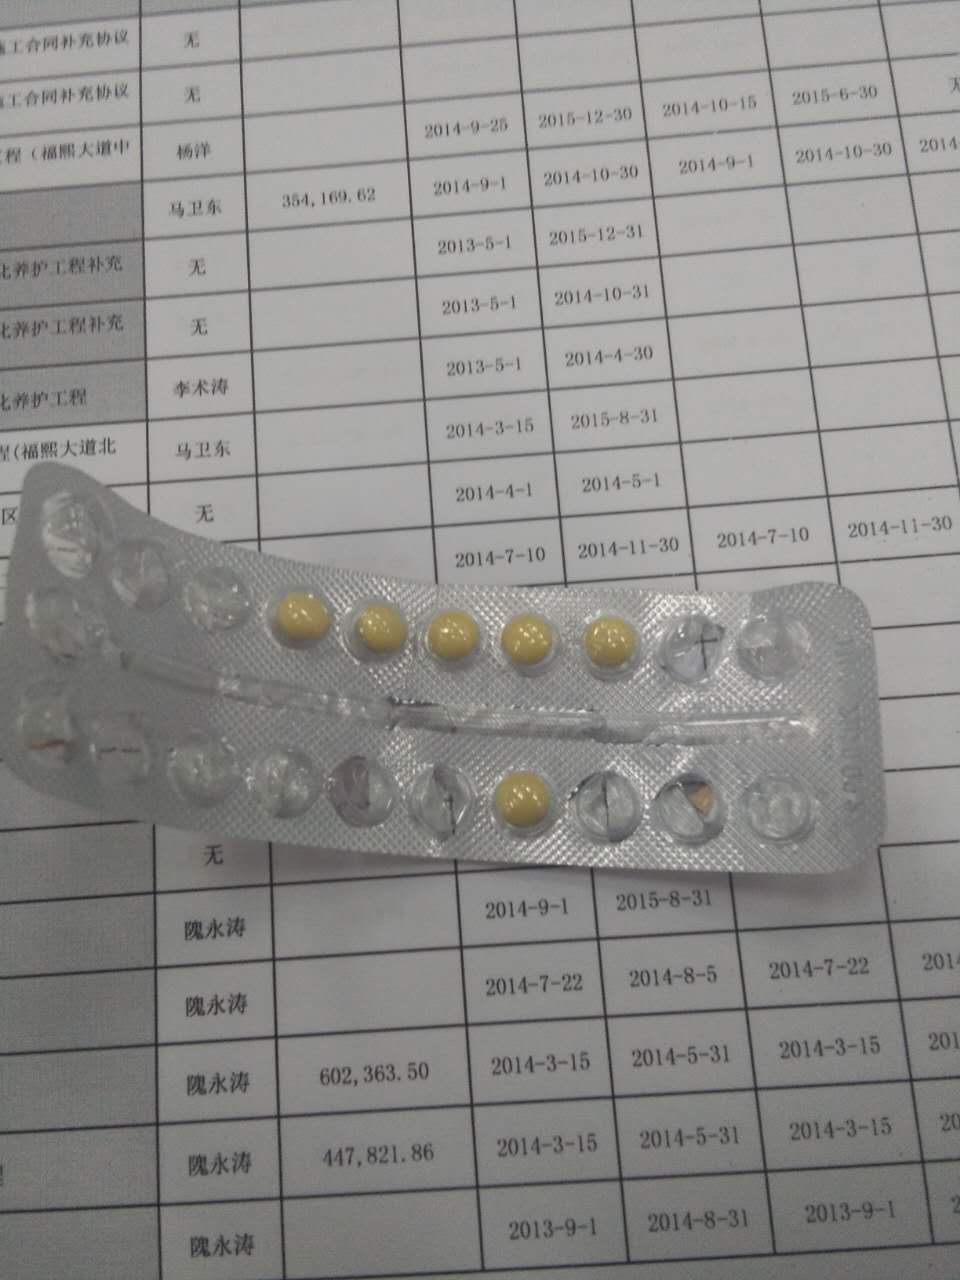 施工合同补充协议 无
施工合同补充协议 无
工程（福熙大道中 杨洋 2014-9-25 2015-12-30 2014-10-15 2015-6-30 无
马卫东 354,169.62 2014-9-1 2014-10-30 2014-9-1 2014-10-30 2014
化养护工程补充 无 2013-5-1 2015-12-31
化养护工程补充 无 2013-5-1 2014-10-31
化养护工程 李术涛 2013-5-1 2014-4-30
程(福熙大道北 马卫东 2014-3-15 2015-8-31
区 无 2014-4-1 2014-5-1
2014-7-10 2014-11-30 2014-7-10 2014-11-30
无
隗永涛 2014-9-1 2015-8-31
隗永涛 2014-7-22 2014-8-5 2014-7-22 2014
隗永涛 602,363.50 2014-3-15 2014-5-31 2014-3-15 201
隗永涛 447,821.86 2014-3-15 2014-5-31 2014-3-15 20
隗永涛 2013-9-1 2014-8-31 2013-9-1 2